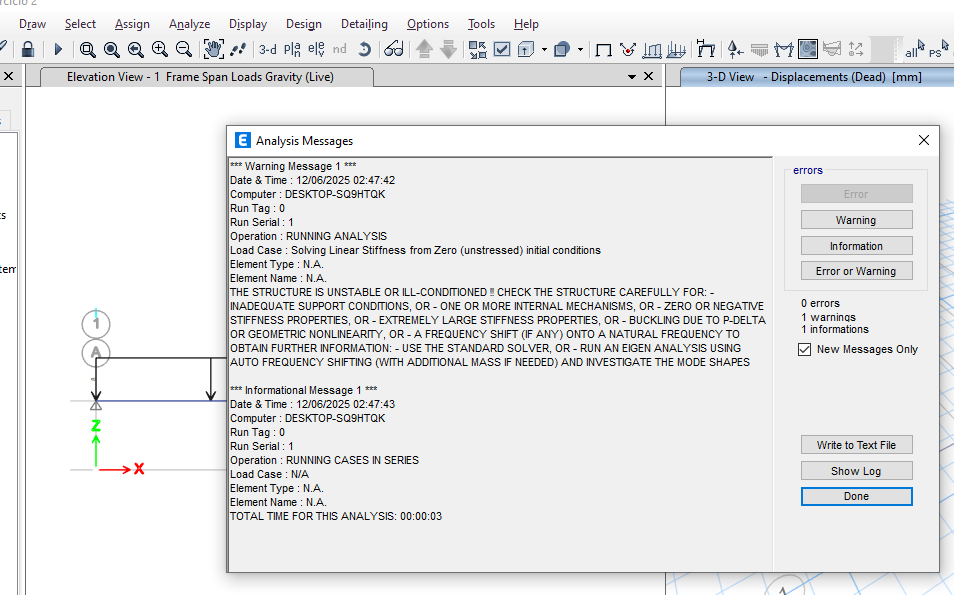 rcicio 2
Draw Select Assign Analyze Display Design Detailing Options Tools Help
3-d Pla ele nd all PS
Elevation View - 1 Frame Span Loads Gravity (Live)
3-D View - Displacements (Dead) [mm]
Analysis Messages
*** Warning Message 1 ***
Date & Time : 12/06/2025 02:47:42
Computer : DESKTOP-SQ9HTQK
Run Tag : 0
Run Serial : 1
Operation : RUNNING ANALYSIS
Load Case : Solving Linear Stiffness from Zero (unstressed) initial conditions
Element Type : N.A.
Element Name : N.A.
THE STRUCTURE IS UNSTABLE OR ILL-CONDITIONED !! CHECK THE STRUCTURE CAREFULLY FOR: -
INADEQUATE SUPPORT CONDITIONS, OR - ONE OR MORE INTERNAL MECHANISMS, OR - ZERO OR NEGATIVE
STIFFNESS PROPERTIES, OR - EXTREMELY LARGE STIFFNESS PROPERTIES, OR - BUCKLING DUE TO P-DELTA
OR GEOMETRIC NONLINEARITY, OR - A FREQUENCY SHIFT (IF ANY) ONTO A NATURAL FREQUENCY TO
OBTAIN FURTHER INFORMATION: - USE THE STANDARD SOLVER, OR - RUN AN EIGEN ANALYSIS USING
AUTO FREQUENCY SHIFTING (WITH ADDITIONAL MASS IF NEEDED) AND INVESTIGATE THE MODE SHAPES
*** Informational Message 1 ***
Date & Time : 12/06/2025 02:47:43
Computer : DESKTOP-SQ9HTQK
Run Tag : 0
Run Serial : 1
Operation : RUNNING CASES IN SERIES
Load Case : N/A
Element Type : N.A.
Element Name : N.A.
TOTAL TIME FOR THIS ANALYSIS: 00:00:03
errors
Error
Warning
Information
Error or Warning
0 errors
1 warnings
1 informations
New Messages Only
Write to Text File
Show Log
Done
1
A
Z
X